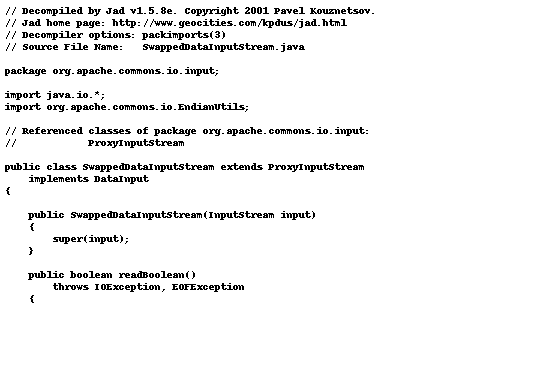 // Decompiled by Jad v1.5.8e. Copyright 2001 Pavel Kouznetsov.
// Jad home page: http://www.geocities.com/kpdus/jad.html
// Decompiler options: packimports(3)
// Source File Name:   SwappedDataInputStream.java

package org.apache.commons.io.input;

import java.io.*;
import org.apache.commons.io.EndianUtils;

// Referenced classes of package org.apache.commons.io.input:
//            ProxyInputStream

public class SwappedDataInputStream extends ProxyInputStream
    implements DataInput
{

    public SwappedDataInputStream(InputStream input)
    {
        super(input);
    }

    public boolean readBoolean()
        throws IOException, EOFException
    {